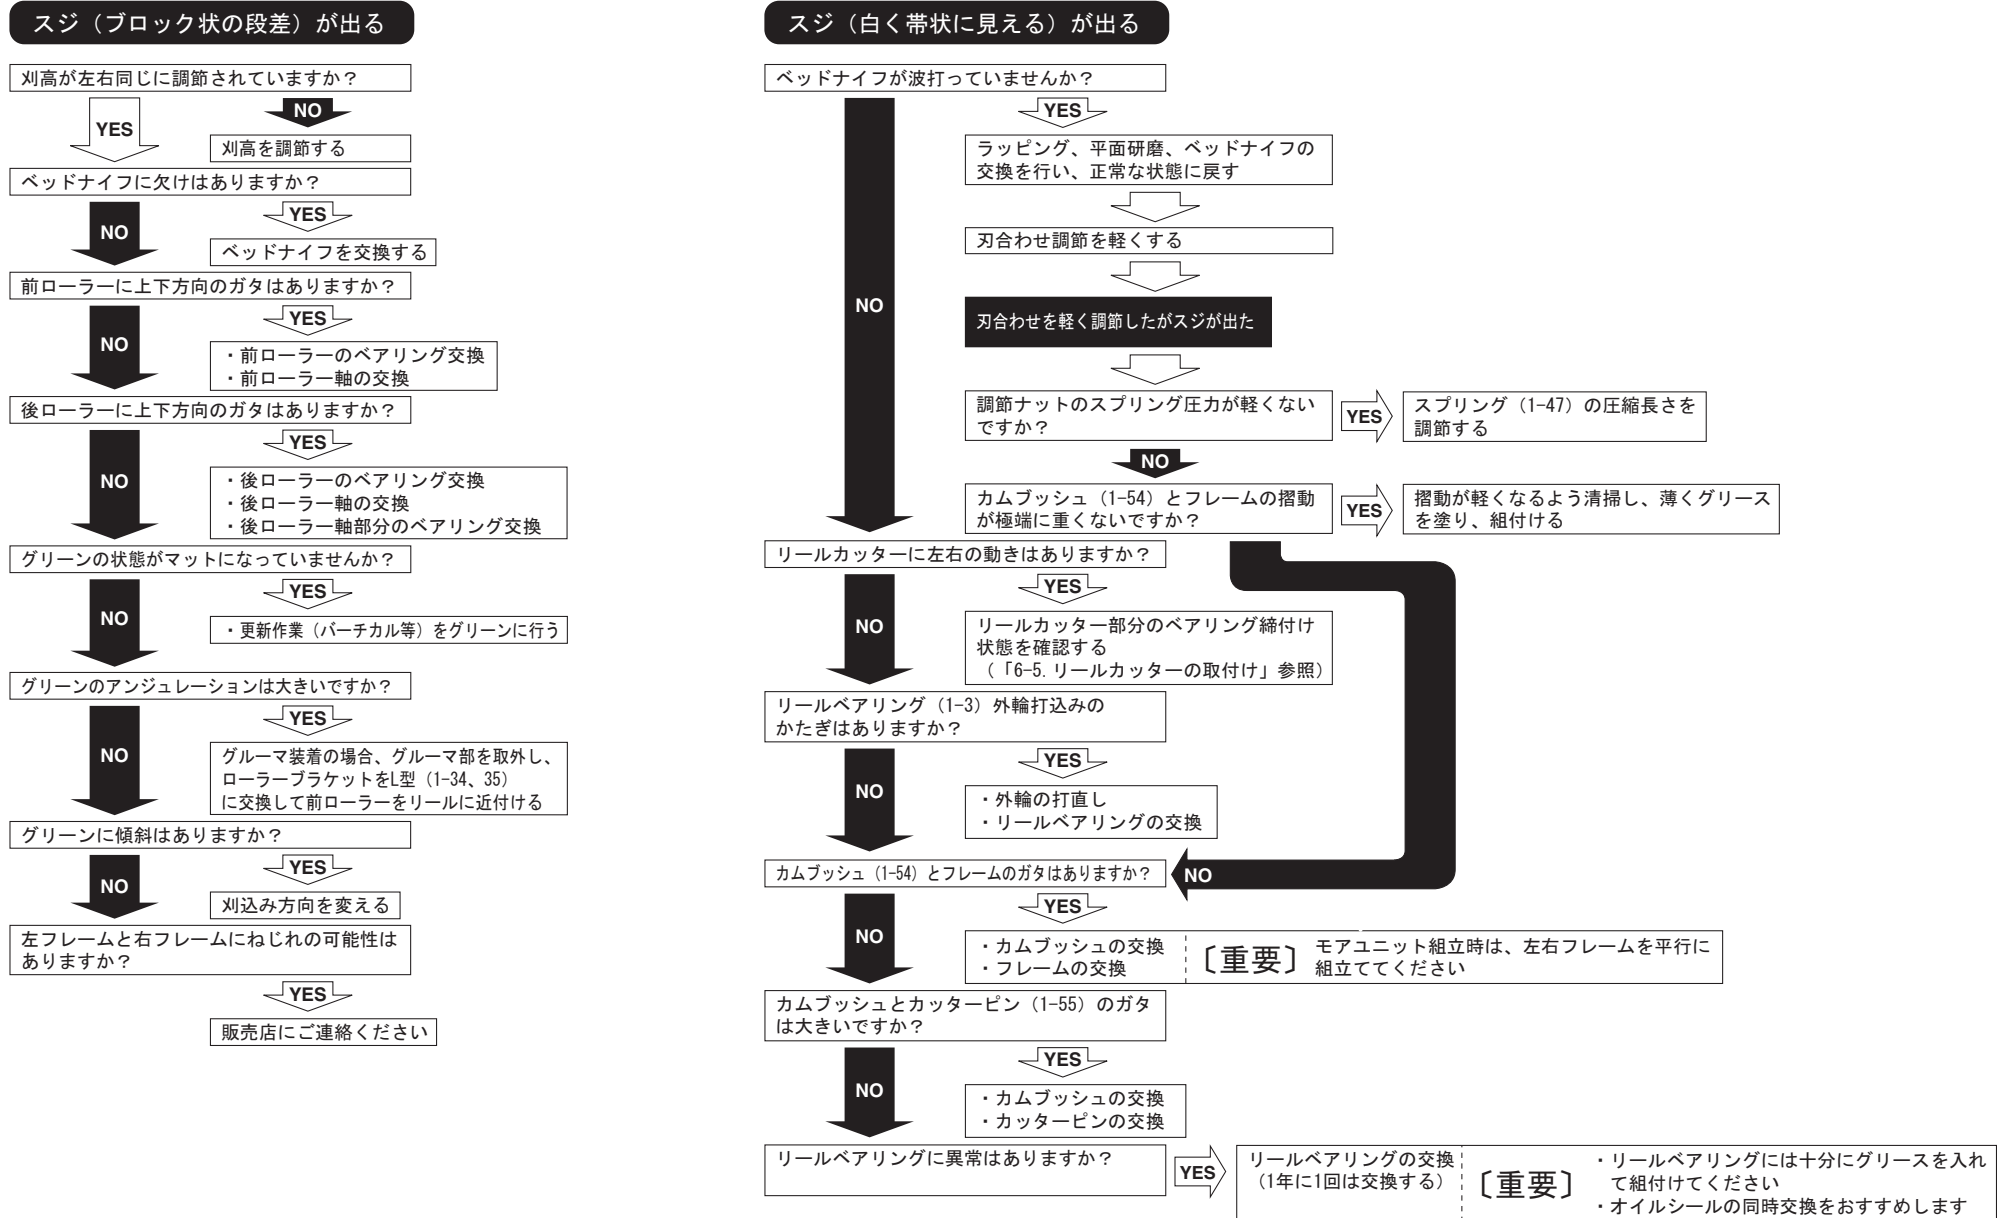 スジ（ブロック状の段差）が出る
刈高が左右同じに調節されていますか？
YES
NO
刈高を調節する
ベッドナイフに欠けはありますか？
NO
YES
ベッドナイフを交換する
前ローラーに上下方向のガタはありますか？
NO
YES
・前ローラーのベアリング交換
・前ローラー軸の交換
後ローラーに上下方向のガタはありますか？
NO
YES
・後ローラーのベアリング交換
・後ローラー軸の交換
・後ローラー軸部分のベアリング交換
グリーンの状態がマットになっていませんか？
NO
YES
・更新作業（バーチカル等）をグリーンに行う
グリーンのアンジュレーションは大きいですか？
NO
YES
グルーマ装着の場合、グルーマ部を取外し、
ローラーブラケットをL型（1-34、35）
に交換して前ローラーをリールに近付ける
グリーンに傾斜はありますか？
NO
YES
刈込み方向を変える
左フレームと右フレームにねじれの可能性は
ありますか？
YES
販売店にご連絡ください
スジ（白く帯状に見える）が出る
ベッドナイフが波打っていませんか？
NO
YES
ラッピング、平面研磨、ベッドナイフの
交換を行い、正常な状態に戻す
刃合わせ調節を軽くする
刃合わせを軽く調節したがスジが出た
調節ナットのスプリング圧力が軽くない
ですか？
YES
スプリング（1-47）の圧縮長さを
調節する
NO
カムブッシュ（1-54）とフレームの摺動
が極端に重くないですか？
YES
摺動が軽くなるよう清掃し、薄くグリース
を塗り、組付ける
リールカッターに左右の動きはありますか？
NO
YES
リールカッター部分のベアリング締付け
状態を確認する
（「6-5.リールカッターの取付け」参照）
リールベアリング（1-3）外輪打込みの
かたぎはありますか？
NO
YES
・外輪の打直し
・リールベアリングの交換
カムブッシュ（1-54）とフレームのガタはありますか？
NO
NO
YES
・カムブッシュの交換
・フレームの交換
〔重要〕
モアユニット組立時は、左右フレームを平行に
組立ててください
カムブッシュとカッターピン（1-55）のガタ
は大きいですか？
NO
YES
・カムブッシュの交換
・カッターピンの交換
リールベアリングに異常はありますか？
YES
リールベアリングの交換
（1年に1回は交換する）
〔重要〕
・リールベアリングには十分にグリースを入れ
て組付けてください
・オイルシールの同時交換をおすすめします